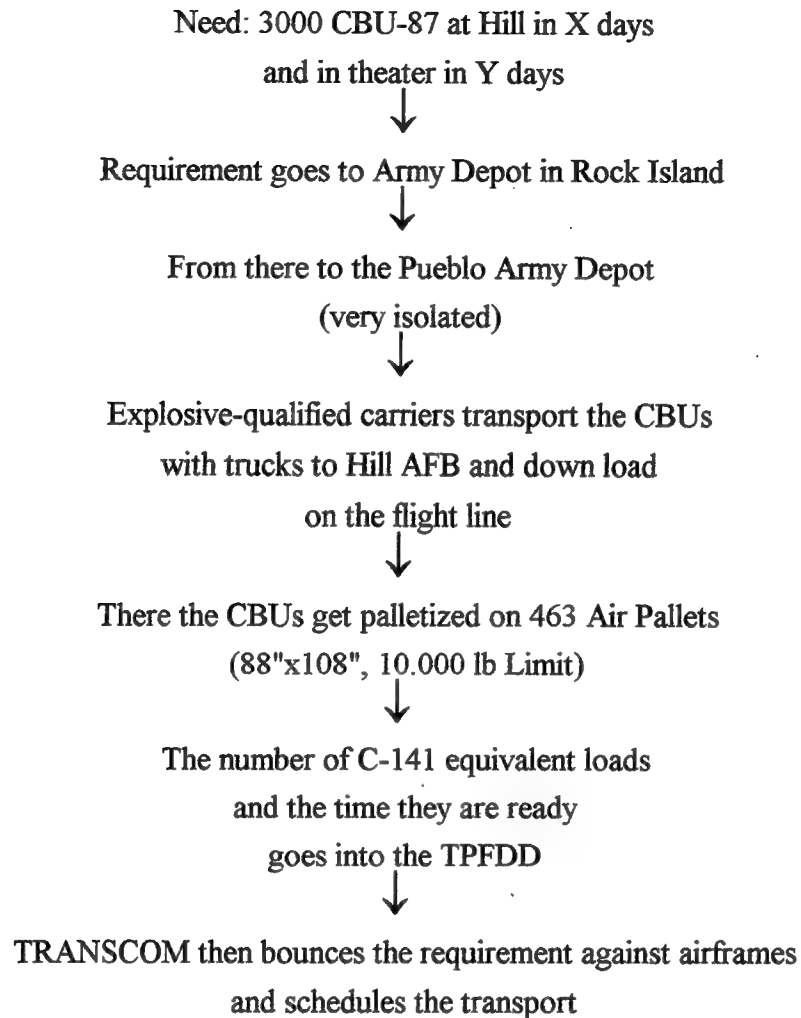 Need: 3000 CBU-87 at Hill in X days
and in theater in Y days
Requirement goes to Army Depot in Rock Island
From there to the Pueblo Army Depot
(very isolated)
Explosive-qualified carriers transport the CBUs
with trucks to Hill AFB and down load
on the flight line
There the CBUs get palletized on 463 Air Pallets
(88"x108", 10.000 lb Limit)
The number of C-141 equivalent loads
and the time they are ready
goes into the TPFDD
TRANSCOM then bounces the requirement against airframes
and schedules the transport